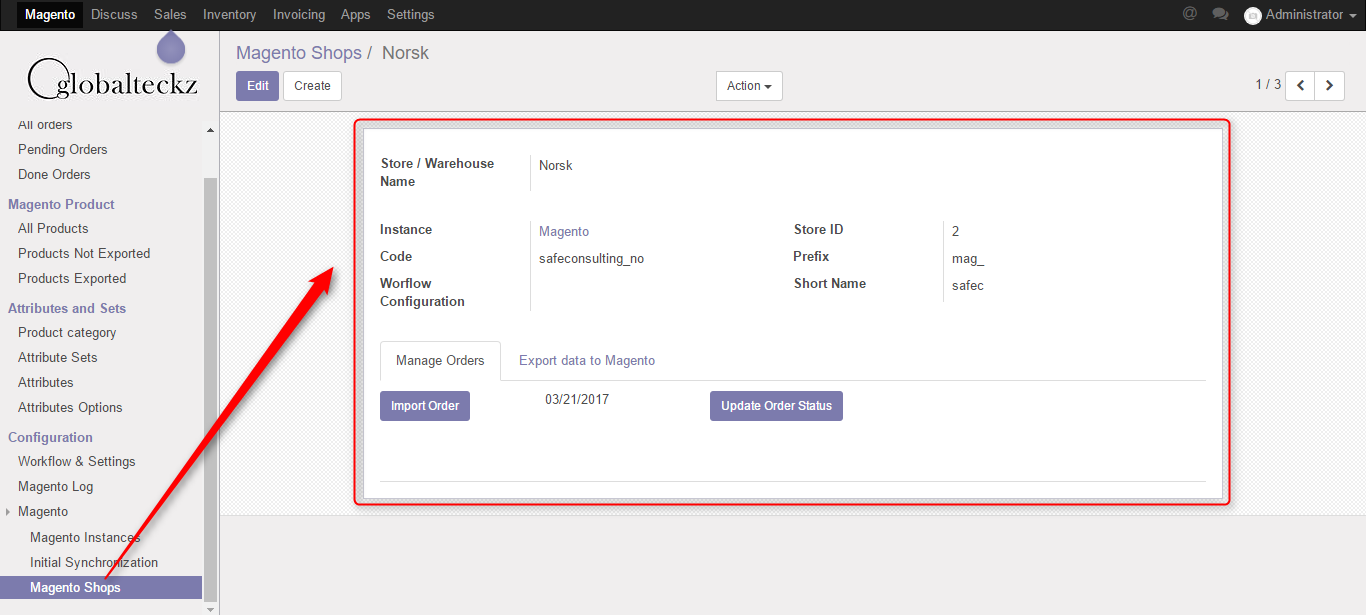 Magento Discuss Sales Inventory Invoicing Apps Settings @ Administrator
globalteckz
Magento Shops / Norsk
Edit Create Action 1 / 3
All orders
Pending Orders
Done Orders
Magento Product
All Products
Products Not Exported
Products Exported
Attributes and Sets
Product category
Attribute Sets
Attributes
Attributes Options
Configuration
Workflow & Settings
Magento Log
Magento
Magento Instances
Initial Synchronization
Magento Shops
Store / Warehouse
Name
Norsk
Instance Magento
Code safeconsulting_no
Worflow
Configuration
Store ID 2
Prefix mag_
Short Name safec
Manage Orders Export data to Magento
Import Order 03/21/2017 Update Order Status